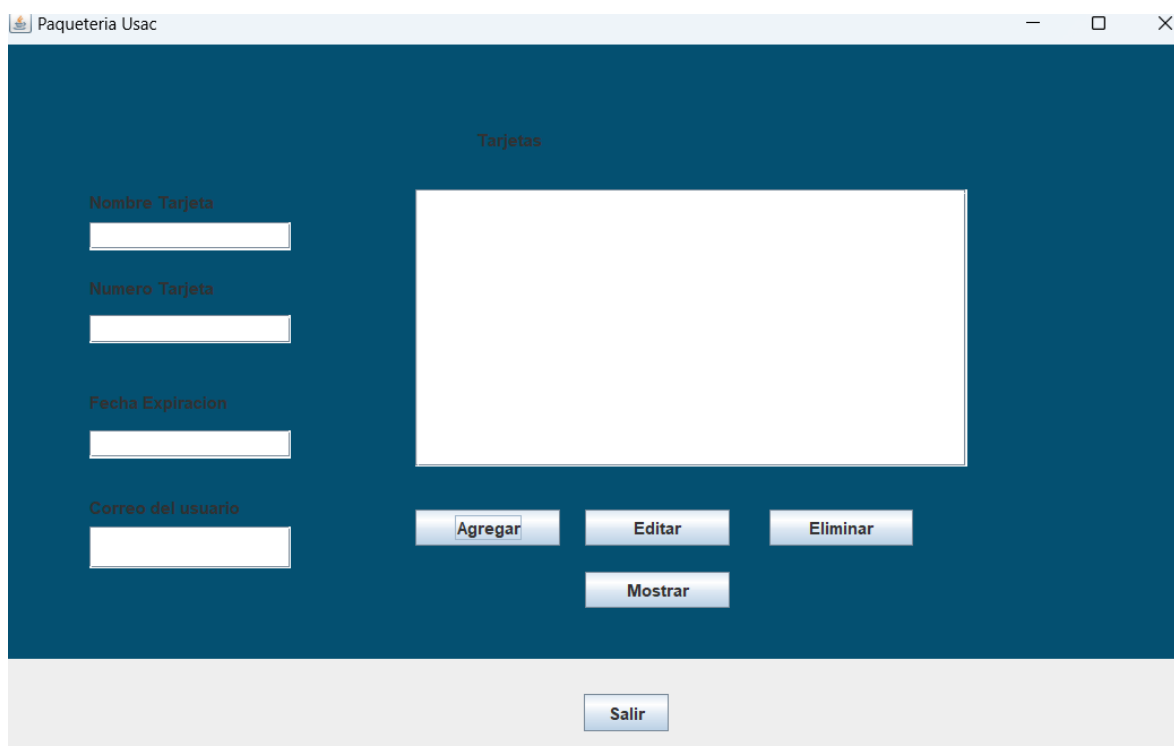 Paqueteria Usac
Tarjetas
Nombre Tarjeta
Numero Tarjeta
Fecha Expiracion
Correo del usuario
Agregar
Editar
Eliminar
Mostrar
Salir